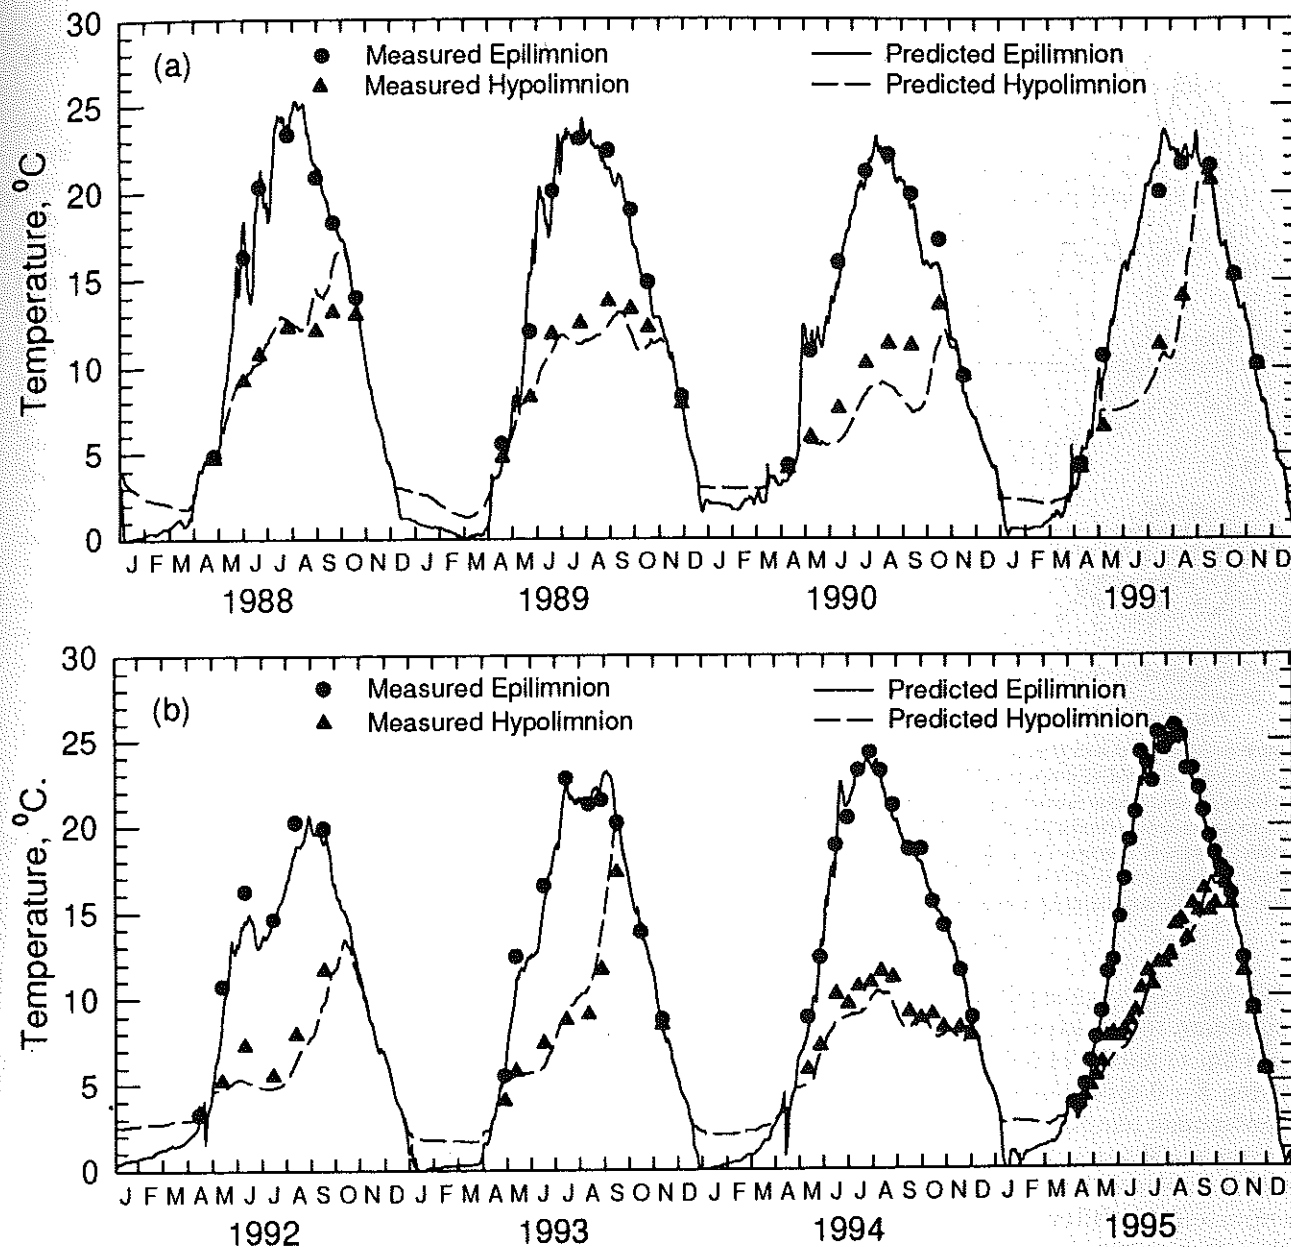 30
25
20
15
10
5
0
Temperature, °C
(a)
Measured Epilimnion
Measured Hypolimnion
Predicted Epilimnion
Predicted Hypolimnion
J F M A M J J A S O N D J F M A M J J A S O N D J F M A M J J A S O N D J F M A M J J A S O N D
1988 1989 1990 1991
30
25
20
15
10
5
0
Temperature, °C.
(b)
Measured Epilimnion
Measured Hypolimnion
Predicted Epilimnion
Predicted Hypolimnion
J F M A M J J A S O N D J F M A M J J A S O N D J F M A M J J A S O N D J F M A M J J A S O N D
1992 1993 1994 1995